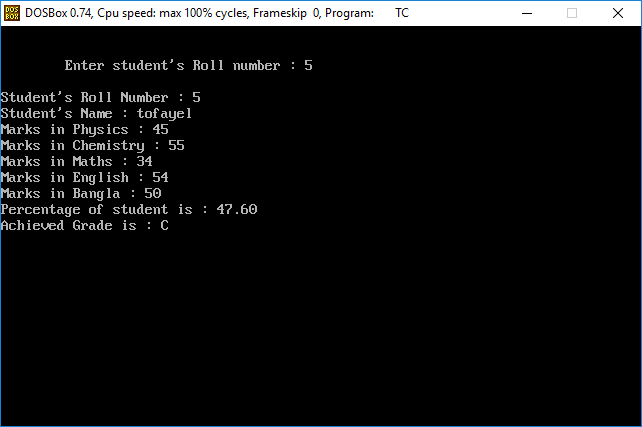 DOSBox 0.74, Cpu speed: max 100% cycles, Frameskip 0, Program: TC
Enter student's Roll number : 5
Student's Roll Number : 5
Student's Name : tofayel
Marks in Physics : 45
Marks in Chemistry : 55
Marks in Maths : 34
Marks in English : 54
Marks in Bangla : 50
Percentage of student is : 47.60
Achieved Grade is : C